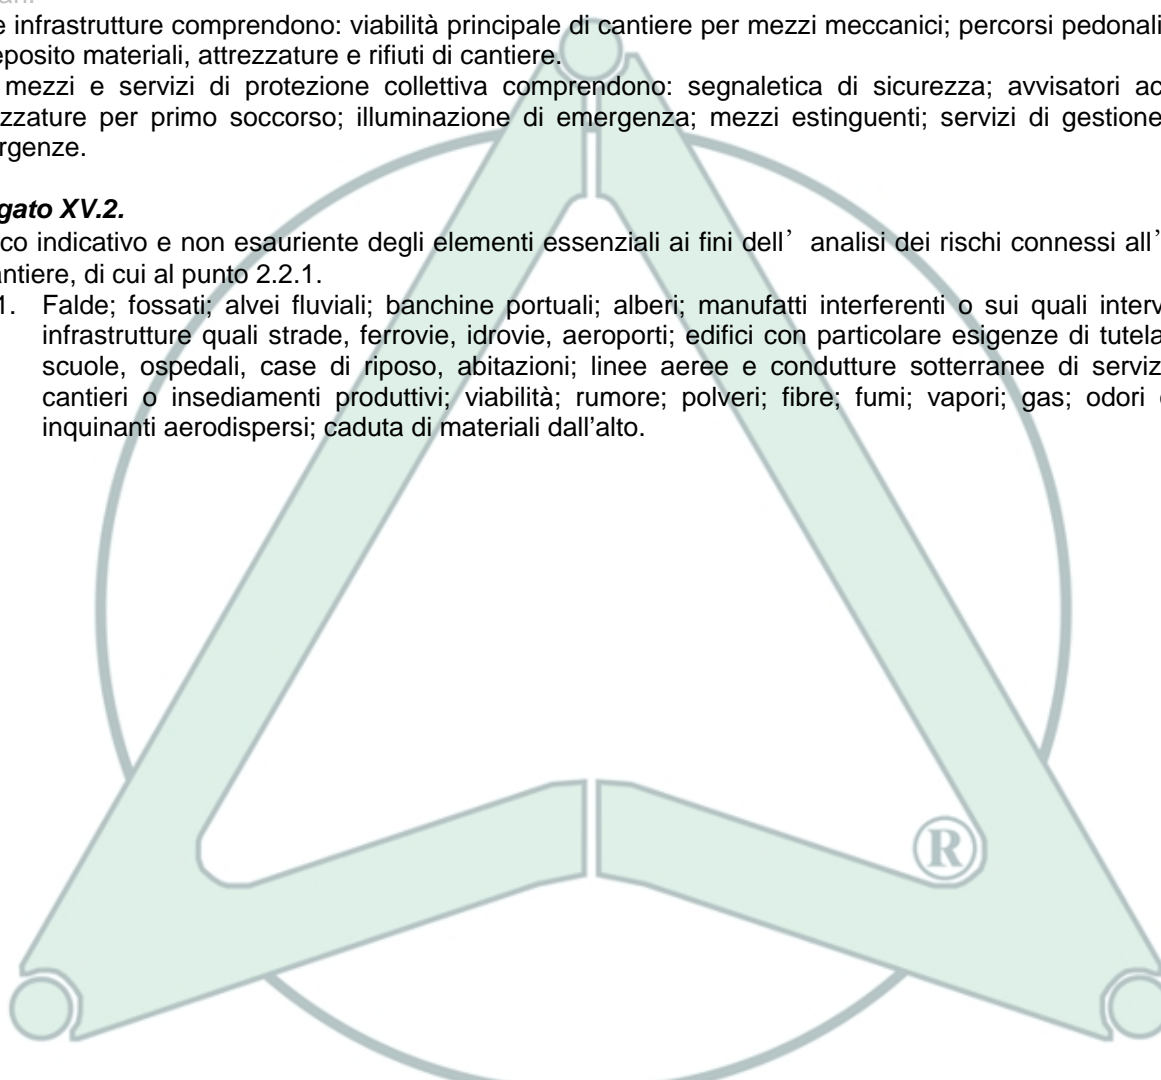 e infrastrutture comprendono: viabilità principale di cantiere per mezzi meccanici; percorsi pedonali
eposito materiali, attrezzature e rifiuti di cantiere.
mezzi e servizi di protezione collettiva comprendono: segnaletica di sicurezza; avvisatori ac
zzature per primo soccorso; illuminazione di emergenza; mezzi estinguenti; servizi di gestione
rgenze.
gato XV.2.
co indicativo e non esauriente degli elementi essenziali ai fini dell’ analisi dei rischi connessi all’
antiere, di cui al punto 2.2.1.
1. Falde; fossati; alvei fluviali; banchine portuali; alberi; manufatti interferenti o sui quali interv
infrastrutture quali strade, ferrovie, idrovie, aeroporti; edifici con particolare esigenze di tutela
scuole, ospedali, case di riposo, abitazioni; linee aeree e condutture sotterranee di serviz
cantieri o insediamenti produttivi; viabilità; rumore; polveri; fibre; fumi; vapori; gas; odori
inquinanti aerodispersi; caduta di materiali dall’alto.
®